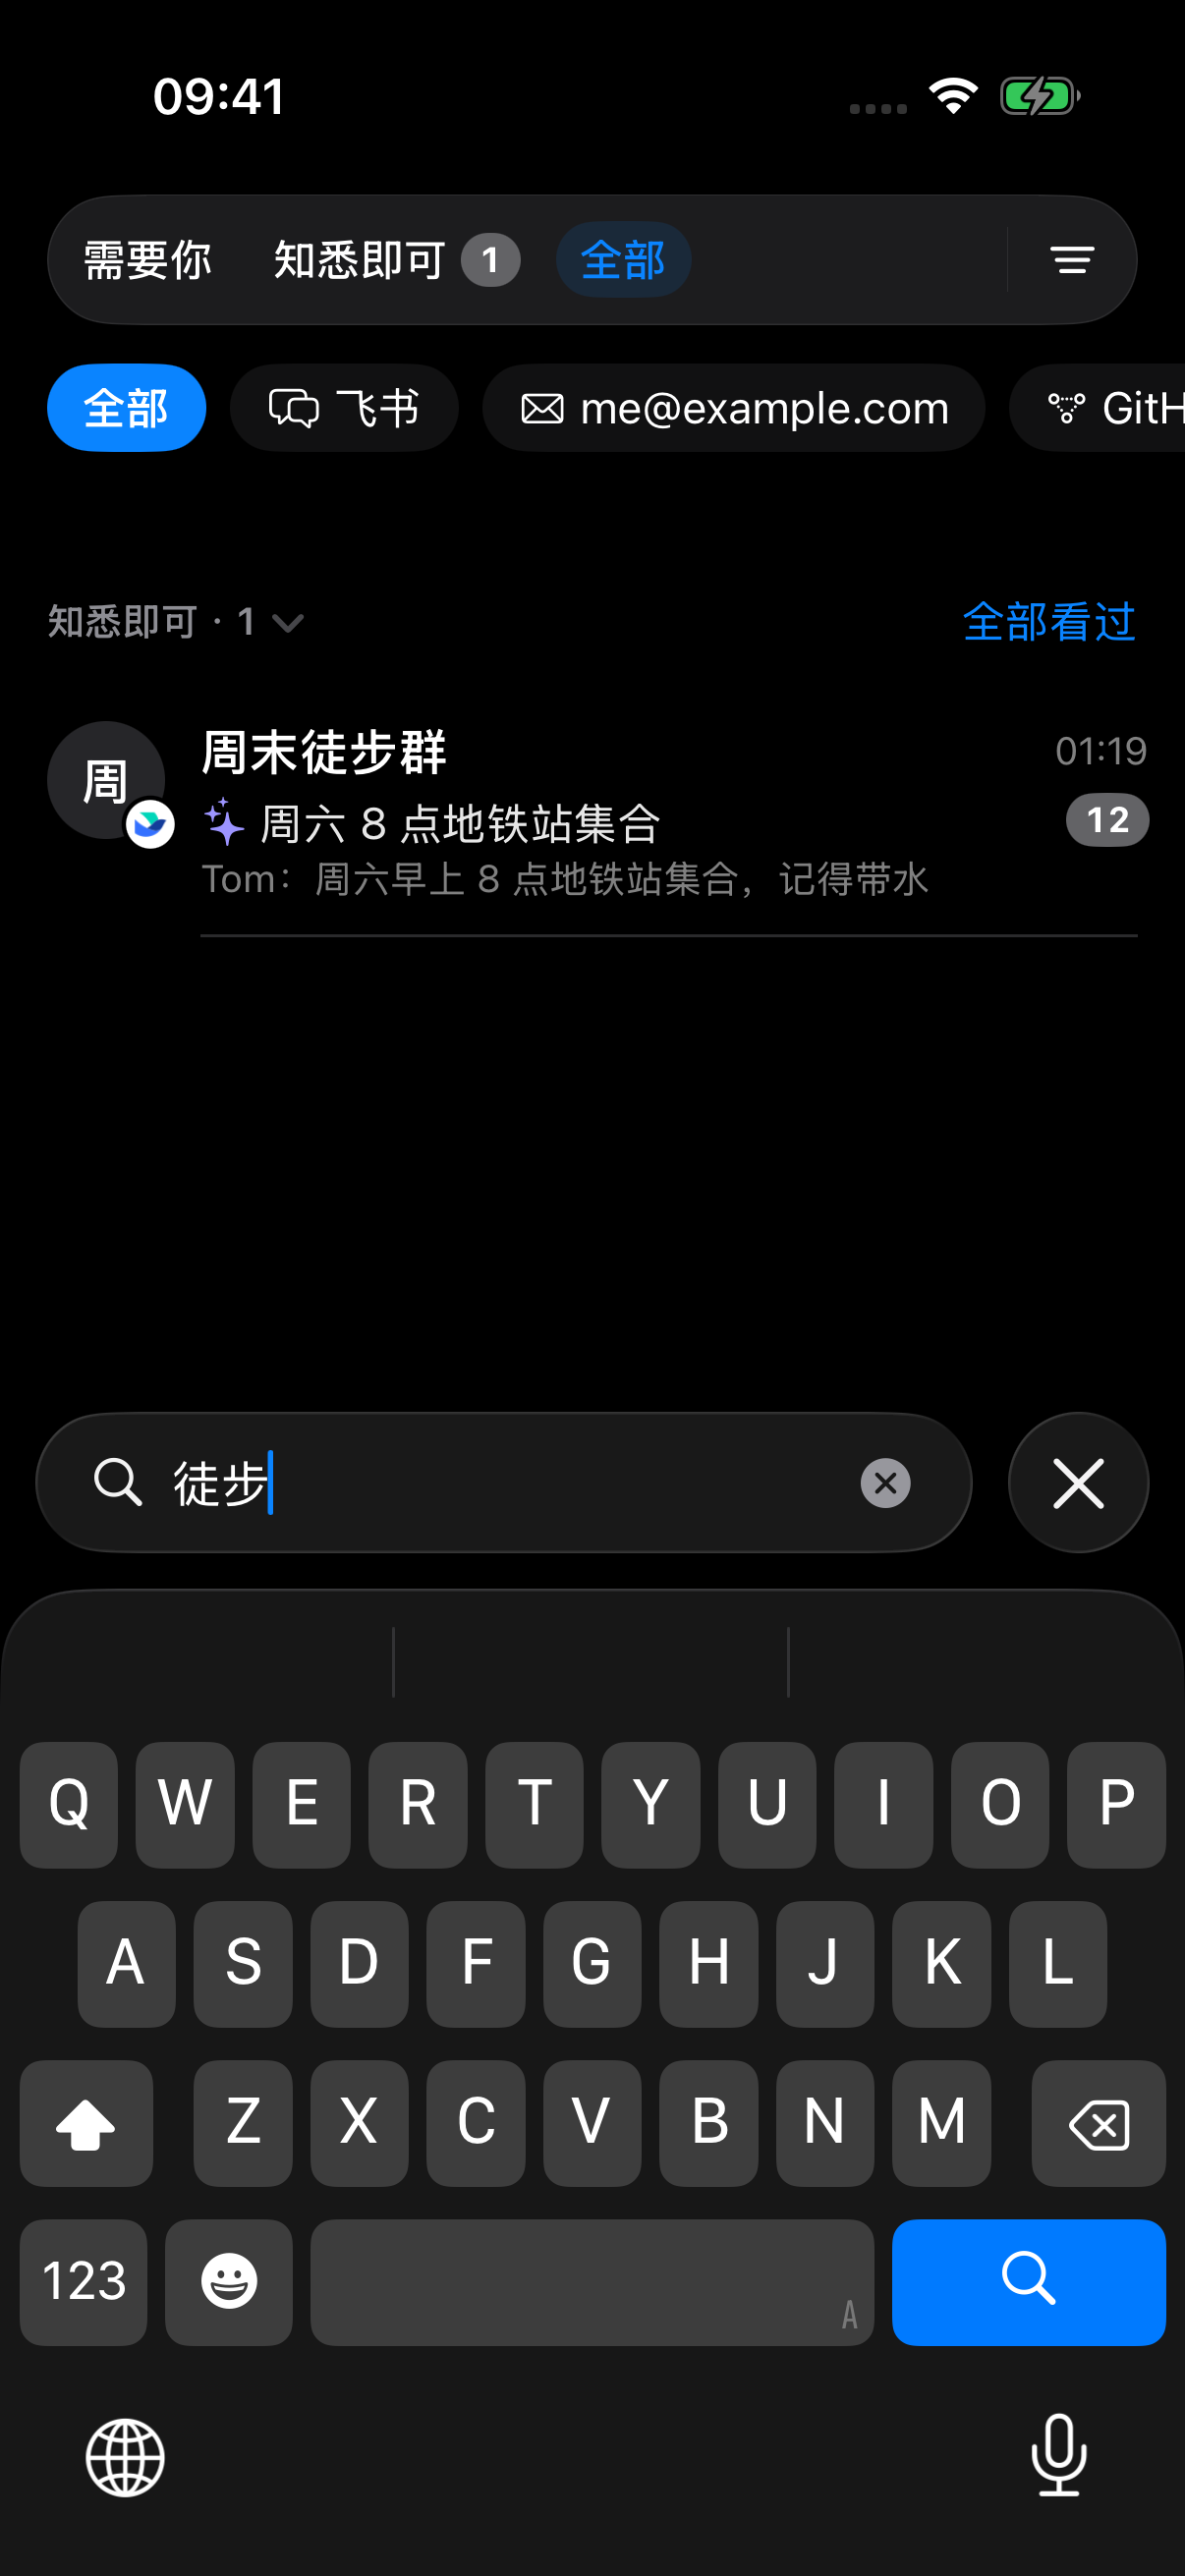 09:41
需要你 知悉即可 1 全部
全部 飞书 me@example.com GitH
知悉即可 · 1 全部看过
周 周末徒步群 01:19
周六 8 点地铁站集合 12
Tom：周六早上 8 点地铁站集合，记得带水
徒步
Q W E R T Y U I O P
A S D F G H J K L
Z X C V B N M
123 A